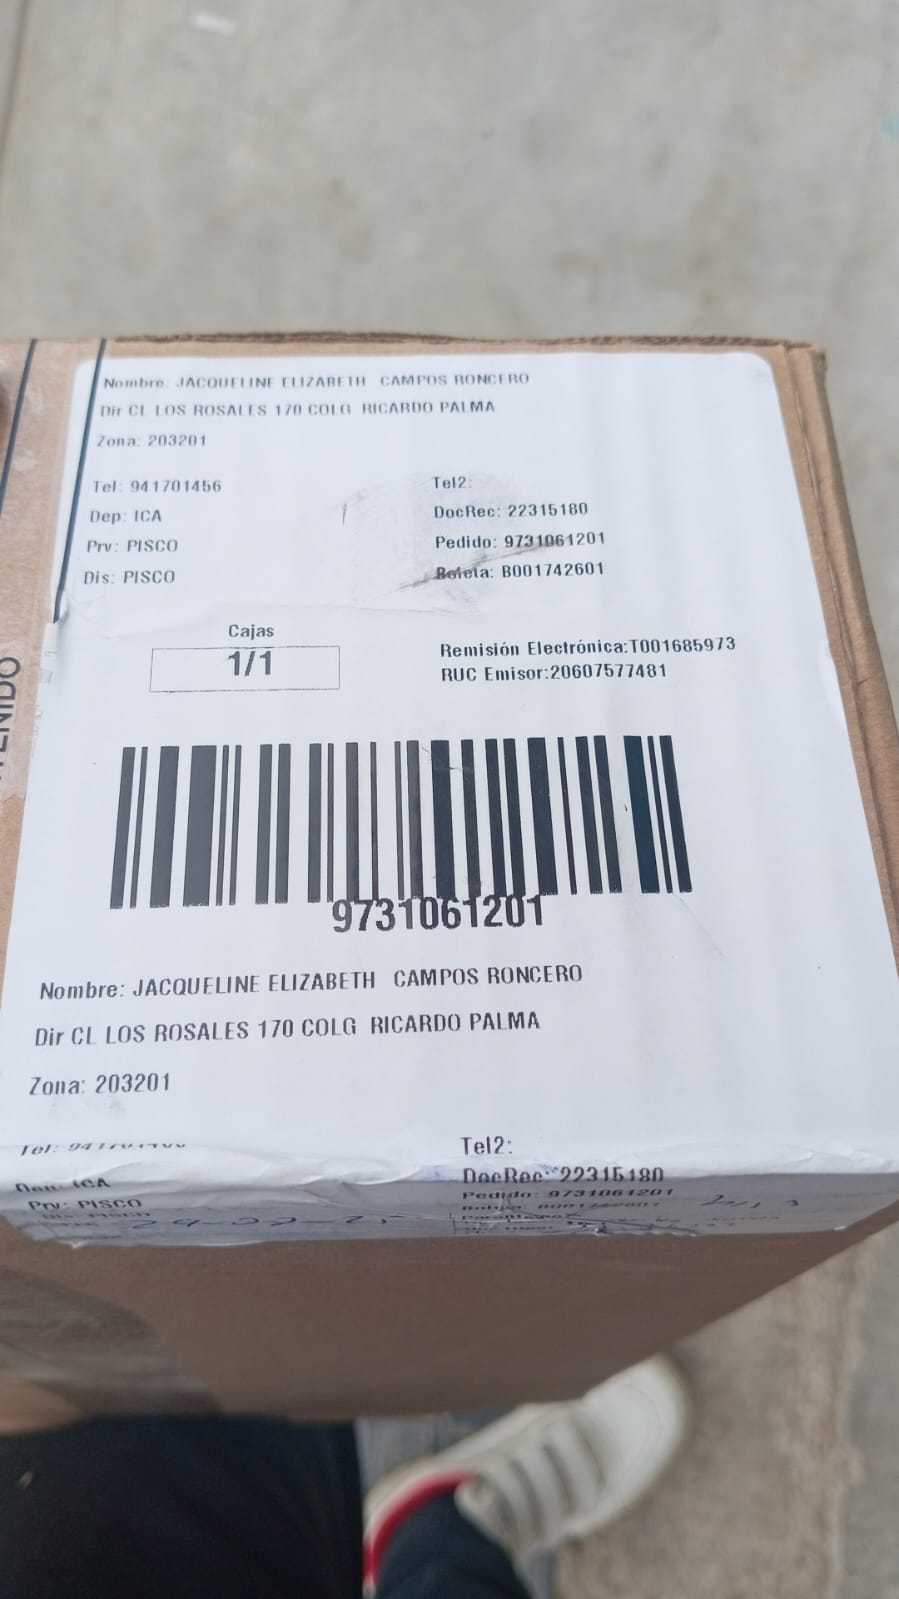 Nombre: JACQUELINE ELIZABETH CAMPOS RONCERO
Dir CL LOS ROSALES 170 COLG RICARDO PALMA
Zona: 203201
Tel: 941701456 Tel2:
Dep: ICA DocRec: 22315180
Prv: PISCO Pedido: 9731061201
Dis: PISCO Boleta: B001742601
Cajas
1/1
Remisión Electrónica:T001685973
RUC Emisor:20607577481
9731061201
Nombre: JACQUELINE ELIZABETH CAMPOS RONCERO
Dir CL LOS ROSALES 170 COLG RICARDO PALMA
Zona: 203201
Tel: Tel2:
Dep: ICA DocRec: 22315180
Prv: PISCO Pedido: 9731061201